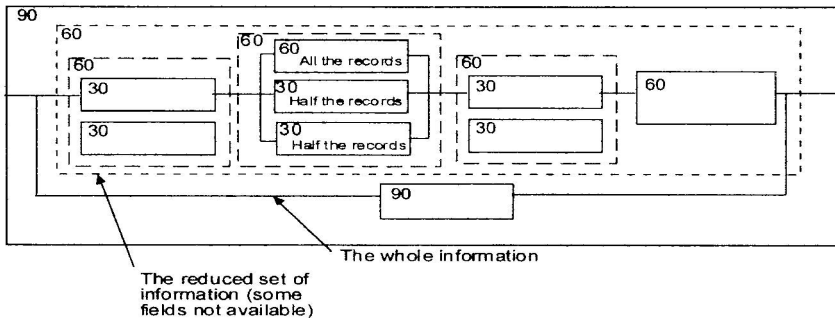 90
60
60
30
30
60
60
All the records
30
Half the records
30
Half the records
60
30
30
60
90
The whole information
The reduced set of
information (some
fields not available)